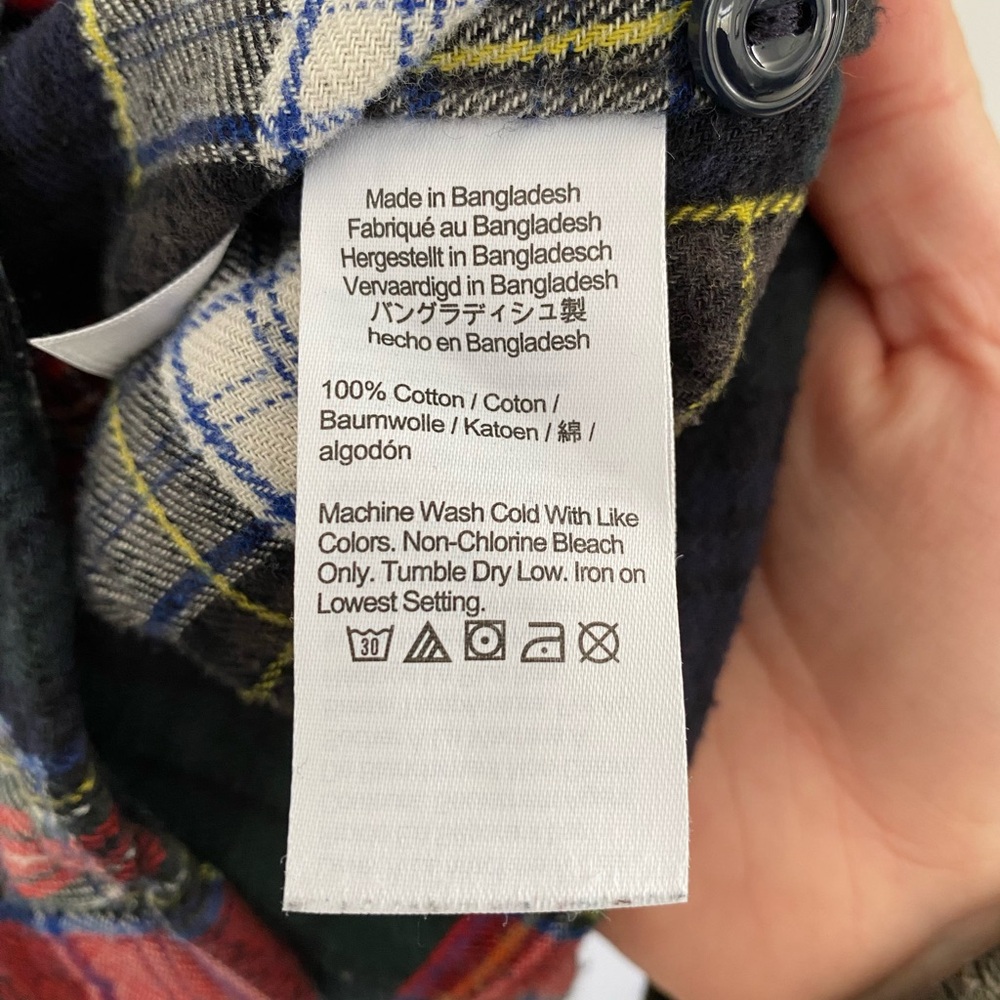 Made in Bangladesh
Fabriqué au Bangladesh
Hergestellt in Bangladesch
Vervaardigd in Bangladesh
バングラディシュ製
hecho en Bangladesh
100% Cotton / Coton /
Baumwolle / Katoen / 綿 /
algodón
Machine Wash Cold With Like
Colors. Non-Chlorine Bleach
Only. Tumble Dry Low. Iron on
Lowest Setting.
30